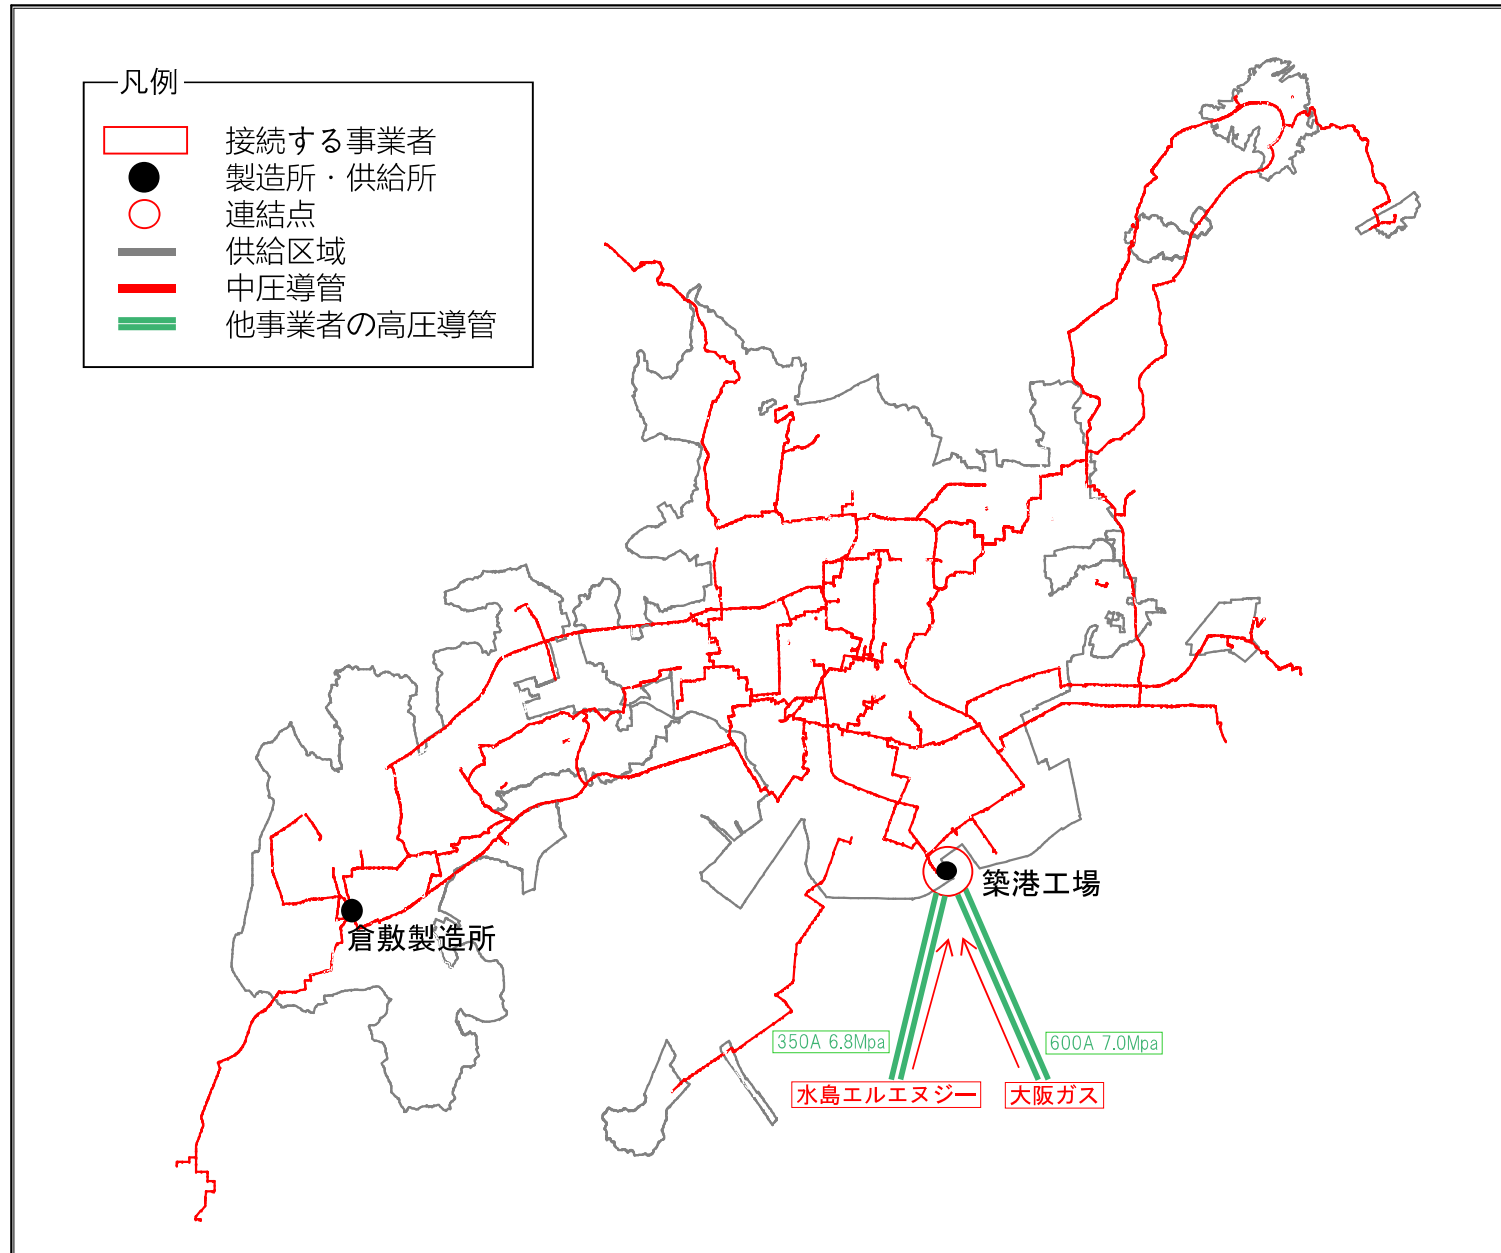 凡例
接続する事業者
製造所・供給所
連結点
供給区域
中圧導管
他事業者の高圧導管
築港工場
倉敷製造所
350A 6.8Mpa
600A 7.0Mpa
水島エルエヌジー
大阪ガス